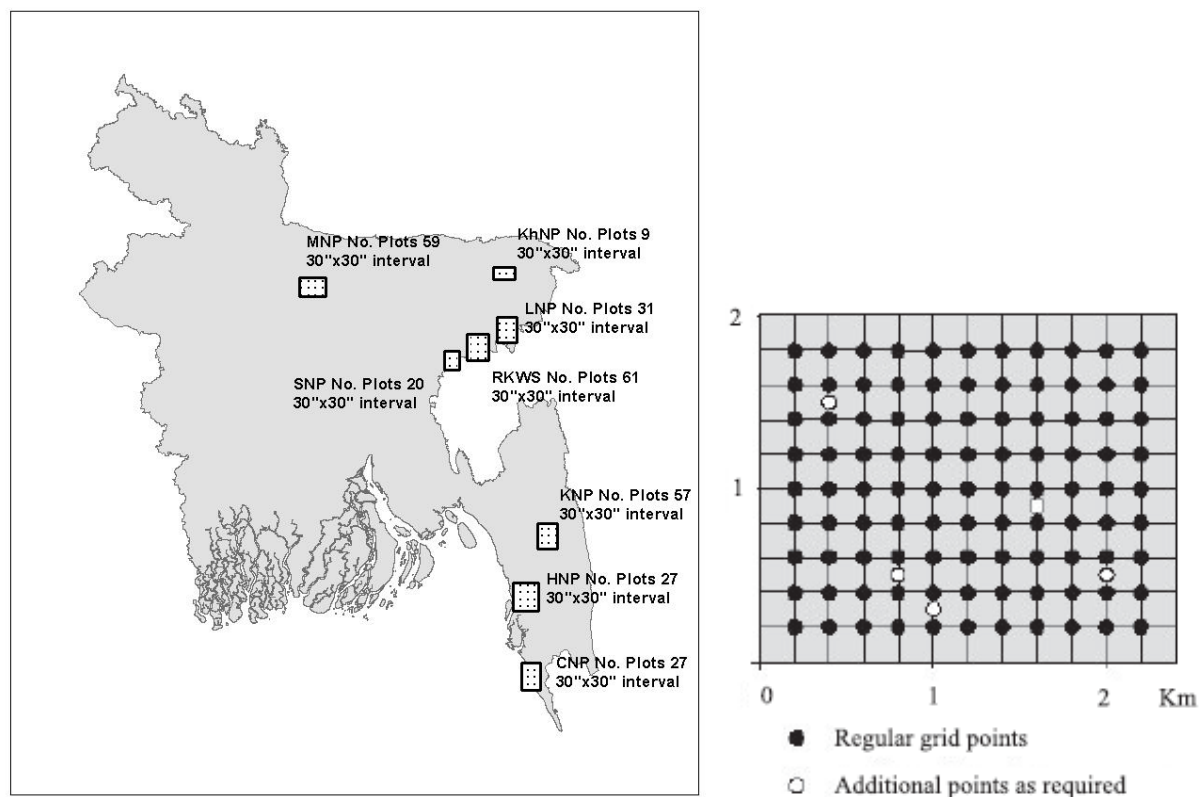 MNP No. Plots 59
30"x30" interval
KhNP No. Plots 9
30"x30" interval
LNP No. Plots 31
30"x30" interval
SNP No. Plots 20
30"x30" interval
RKWS No. Plots 61
30"x30" interval
KNP No. Plots 57
30"x30" interval
HNP No. Plots 27
30"x30" interval
CNP No. Plots 27
30"x30" interval
2
1
0 1 2 Km
Regular grid points
Additional points as required